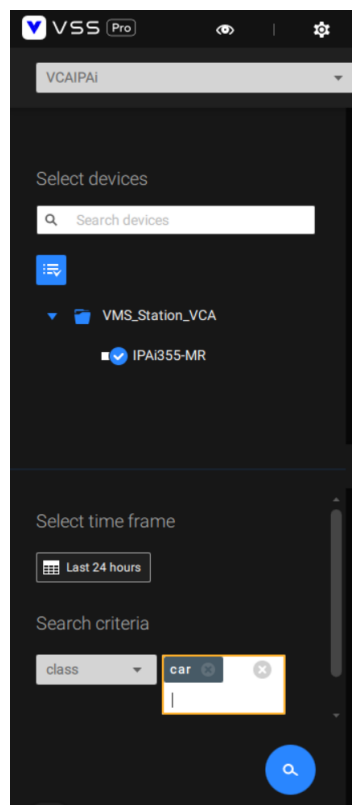 VSS Pro
VCAIPAi
Select devices
Search devices
VMS_Station_VCA
IPAi355-MR
Select time frame
Last 24 hours
Search criteria
class car